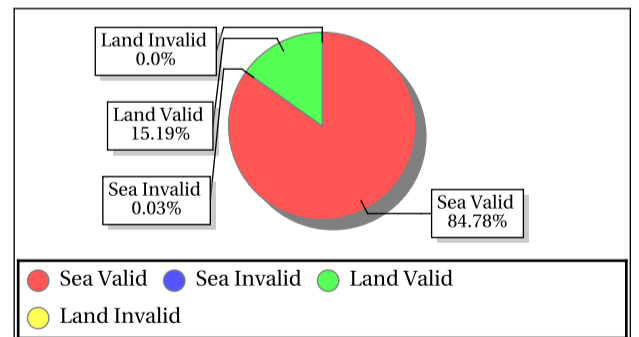 Land Invalid
0.0%
Land Valid
15.19%
Sea Invalid
0.03%
Sea Valid
84.78%
Sea Valid Sea Invalid Land Valid
Land Invalid